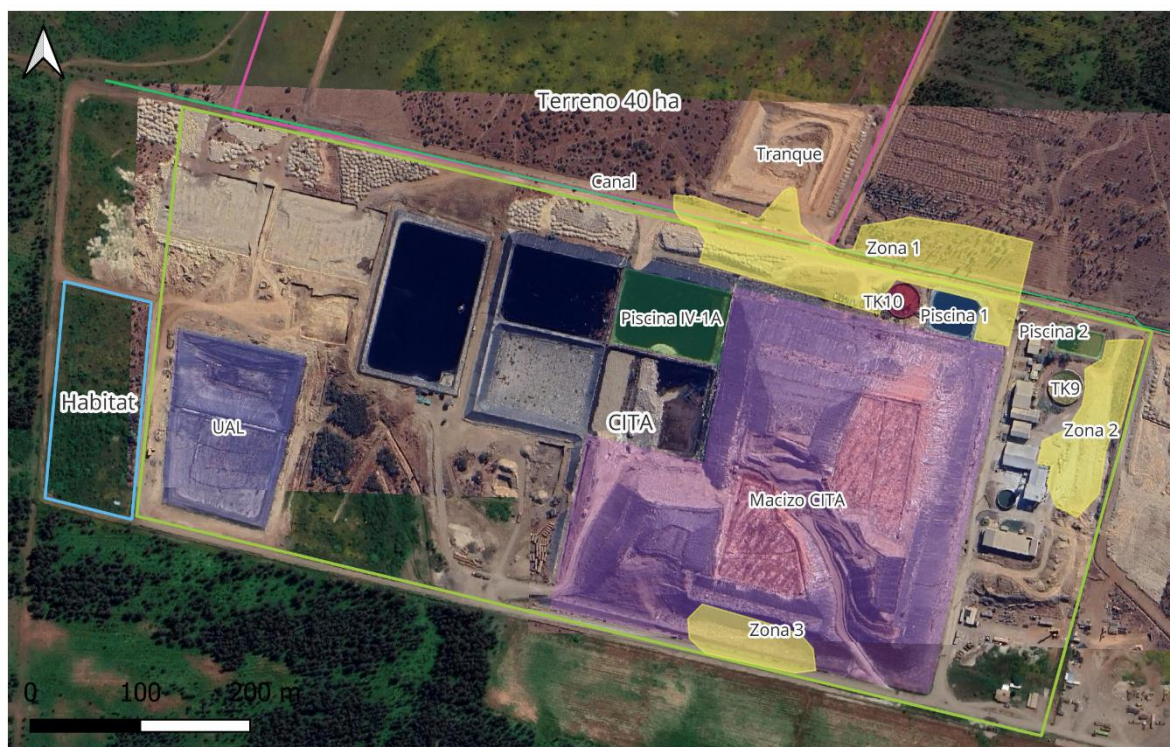 Terreno 40 ha
Tranque
Canal
Zona 1
TK10
Piscina IV-1A
Piscina 1
Piscina 2
TK9
Habitat
UAL
CITA
Zona 2
Macizo CITA
Zona 3
0 100 200 m